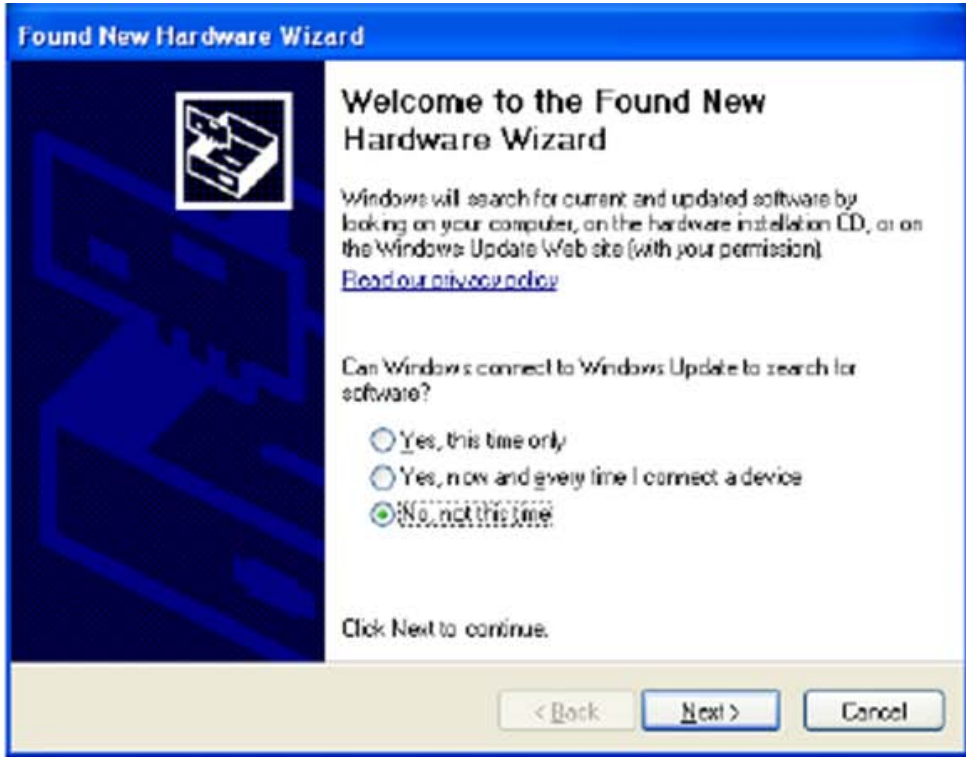 Found New Hardware Wizard
Welcome to the Found New
Hardware Wizard
Windows will search for current and updated software by
looking on your computer, on the hardware installation CD, or on
the Windows Update Web site (with your permission).
Read our privacy policy
Can Windows connect to Windows Update to search for
software?
Yes, this time only
Yes, now and every time I connect a device
No, not this time
Click Next to continue.
< Back
Next >
Cancel